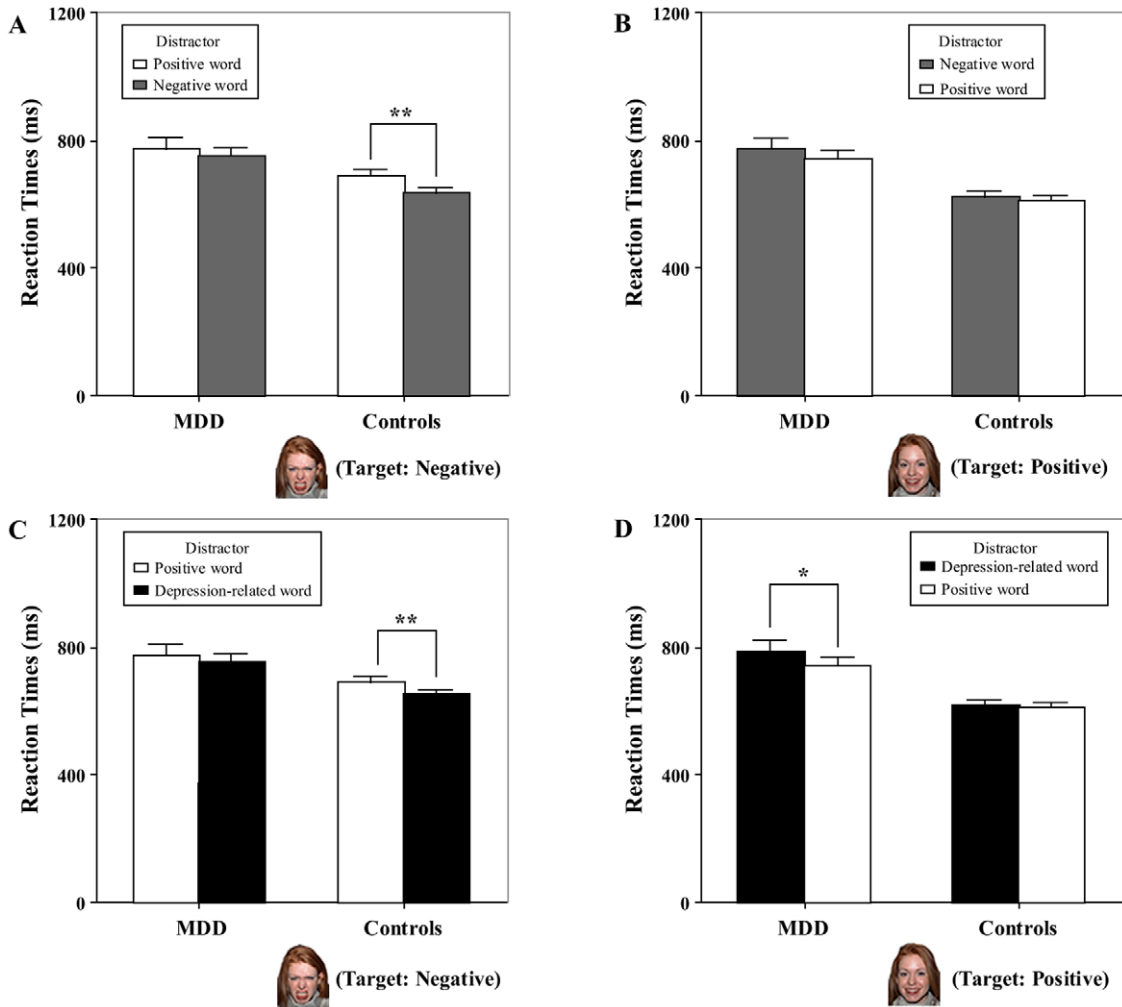 A
Reaction Times (ms)
1200
800
400
0
Distractor
Positive word
Negative word
**
MDD
Controls
(Target: Negative)
B
Reaction Times (ms)
1200
800
400
0
Distractor
Negative word
Positive word
MDD
Controls
(Target: Positive)
C
Reaction Times (ms)
1200
800
400
0
Distractor
Positive word
Depression-related word
**
MDD
Controls
(Target: Negative)
D
Reaction Times (ms)
1200
800
400
0
Distractor
Depression-related word
Positive word
*
MDD
Controls
(Target: Positive)